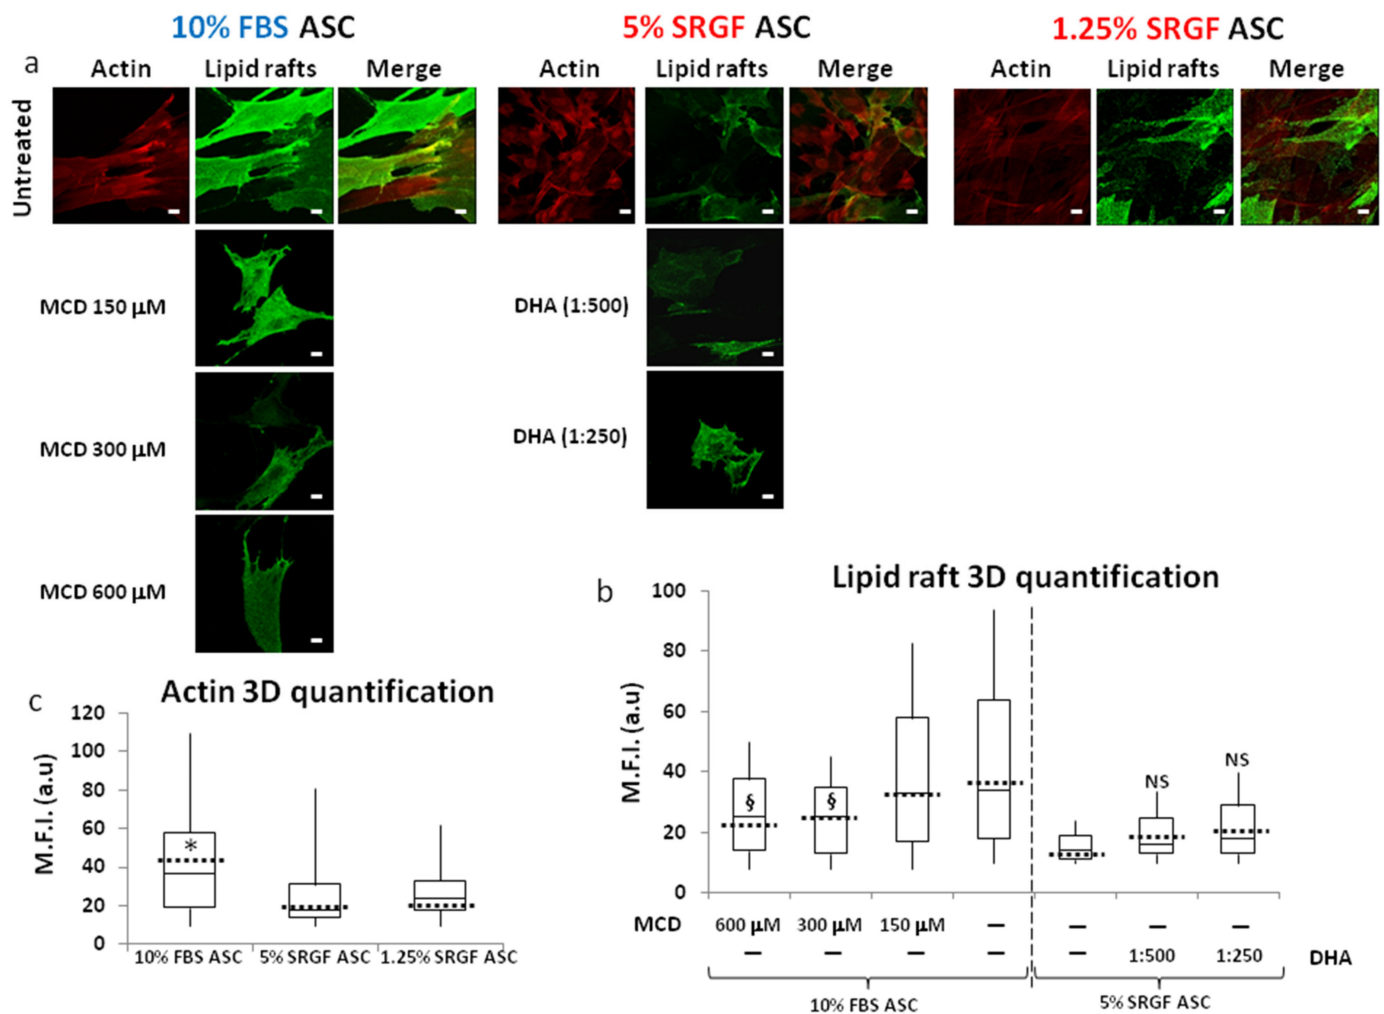 10% FBS ASC
5% SRGF ASC
1.25% SRGF ASC
a
Actin
Lipid rafts
Merge
Actin
Lipid rafts
Merge
Actin
Lipid rafts
Merge
Untreated
MCD 150 µM
DHA (1:500)
MCD 300 µM
DHA (1:250)
MCD 600 µM
b
Lipid raft 3D quantification
M.F.I. (a.u)
100
80
60
40
20
0
§
§
NS
NS
MCD
600 µM
300 µM
150 µM
–
–
–
–
–
–
–
–
–
1:500
1:250
DHA
10% FBS ASC
5% SRGF ASC
c
Actin 3D quantification
M.F.I. (a.u)
120
100
80
60
40
20
0
*
10% FBS ASC
5% SRGF ASC
1.25% SRGF ASC